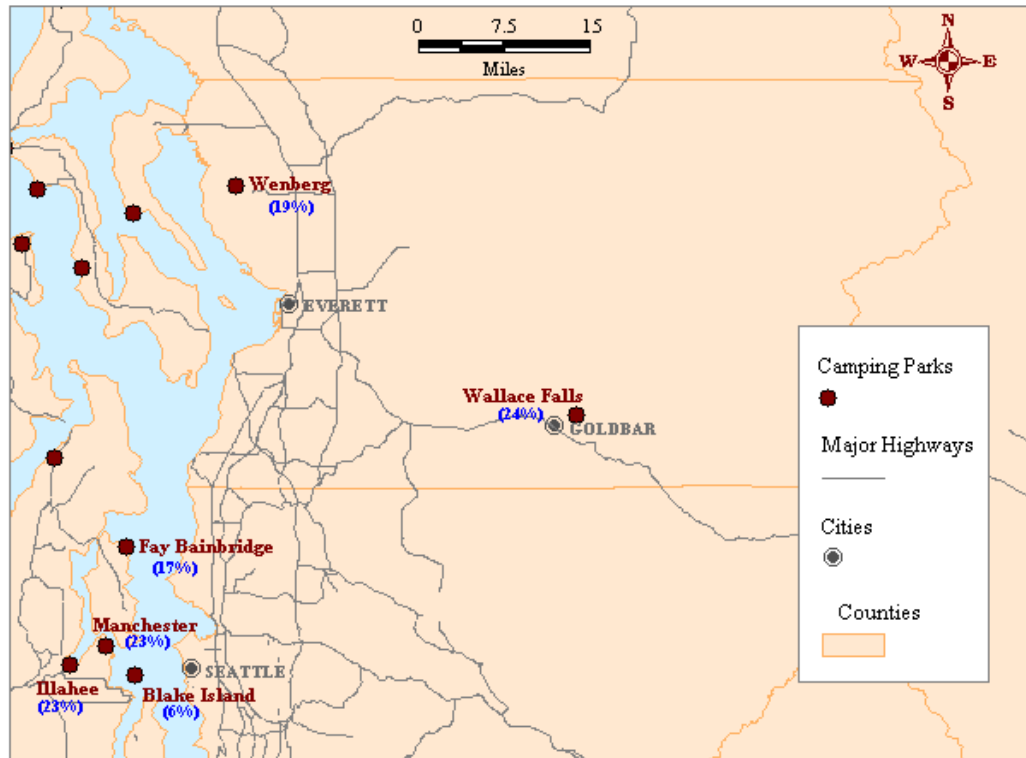 0 7.5 15
Miles
N
W E
S
Wenberg
(19%)
EVERETT
Wallace Falls
(24%)
GOLDBAR
Camping Parks
Major Highways
Cities
Counties
Fay Bainbridge
(17%)
Manchester
(23%)
SEATTLE
Illahee
(23%)
Blake Island
(6%)